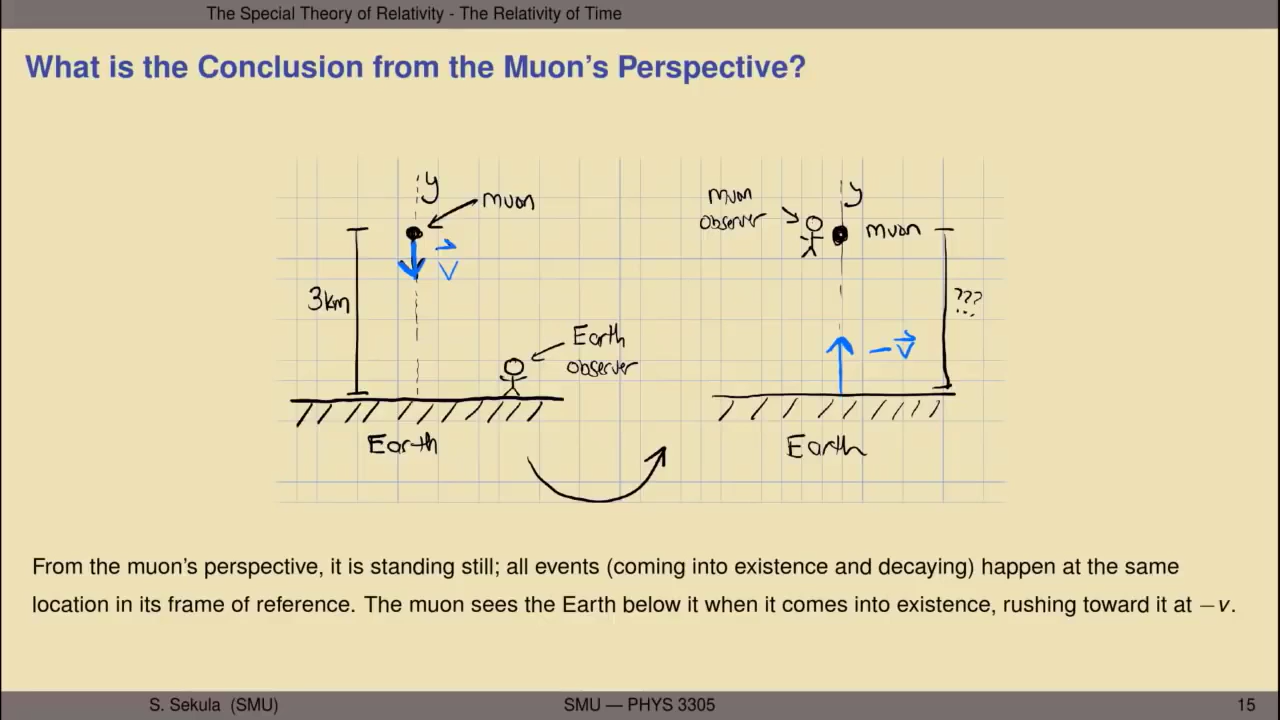 The Special Theory of Relativity - The Relativity of Time
What is the Conclusion from the Muon's Perspective?
y
muon
v
3km
Earth
observer
Earth
muon
observer
y
muon
???
-v
Earth
From the muon's perspective, it is standing still; all events (coming into existence and decaying) happen at the same
location in its frame of reference. The muon sees the Earth below it when it comes into existence, rushing toward it at −v.
S. Sekula (SMU)
SMU — PHYS 3305
15